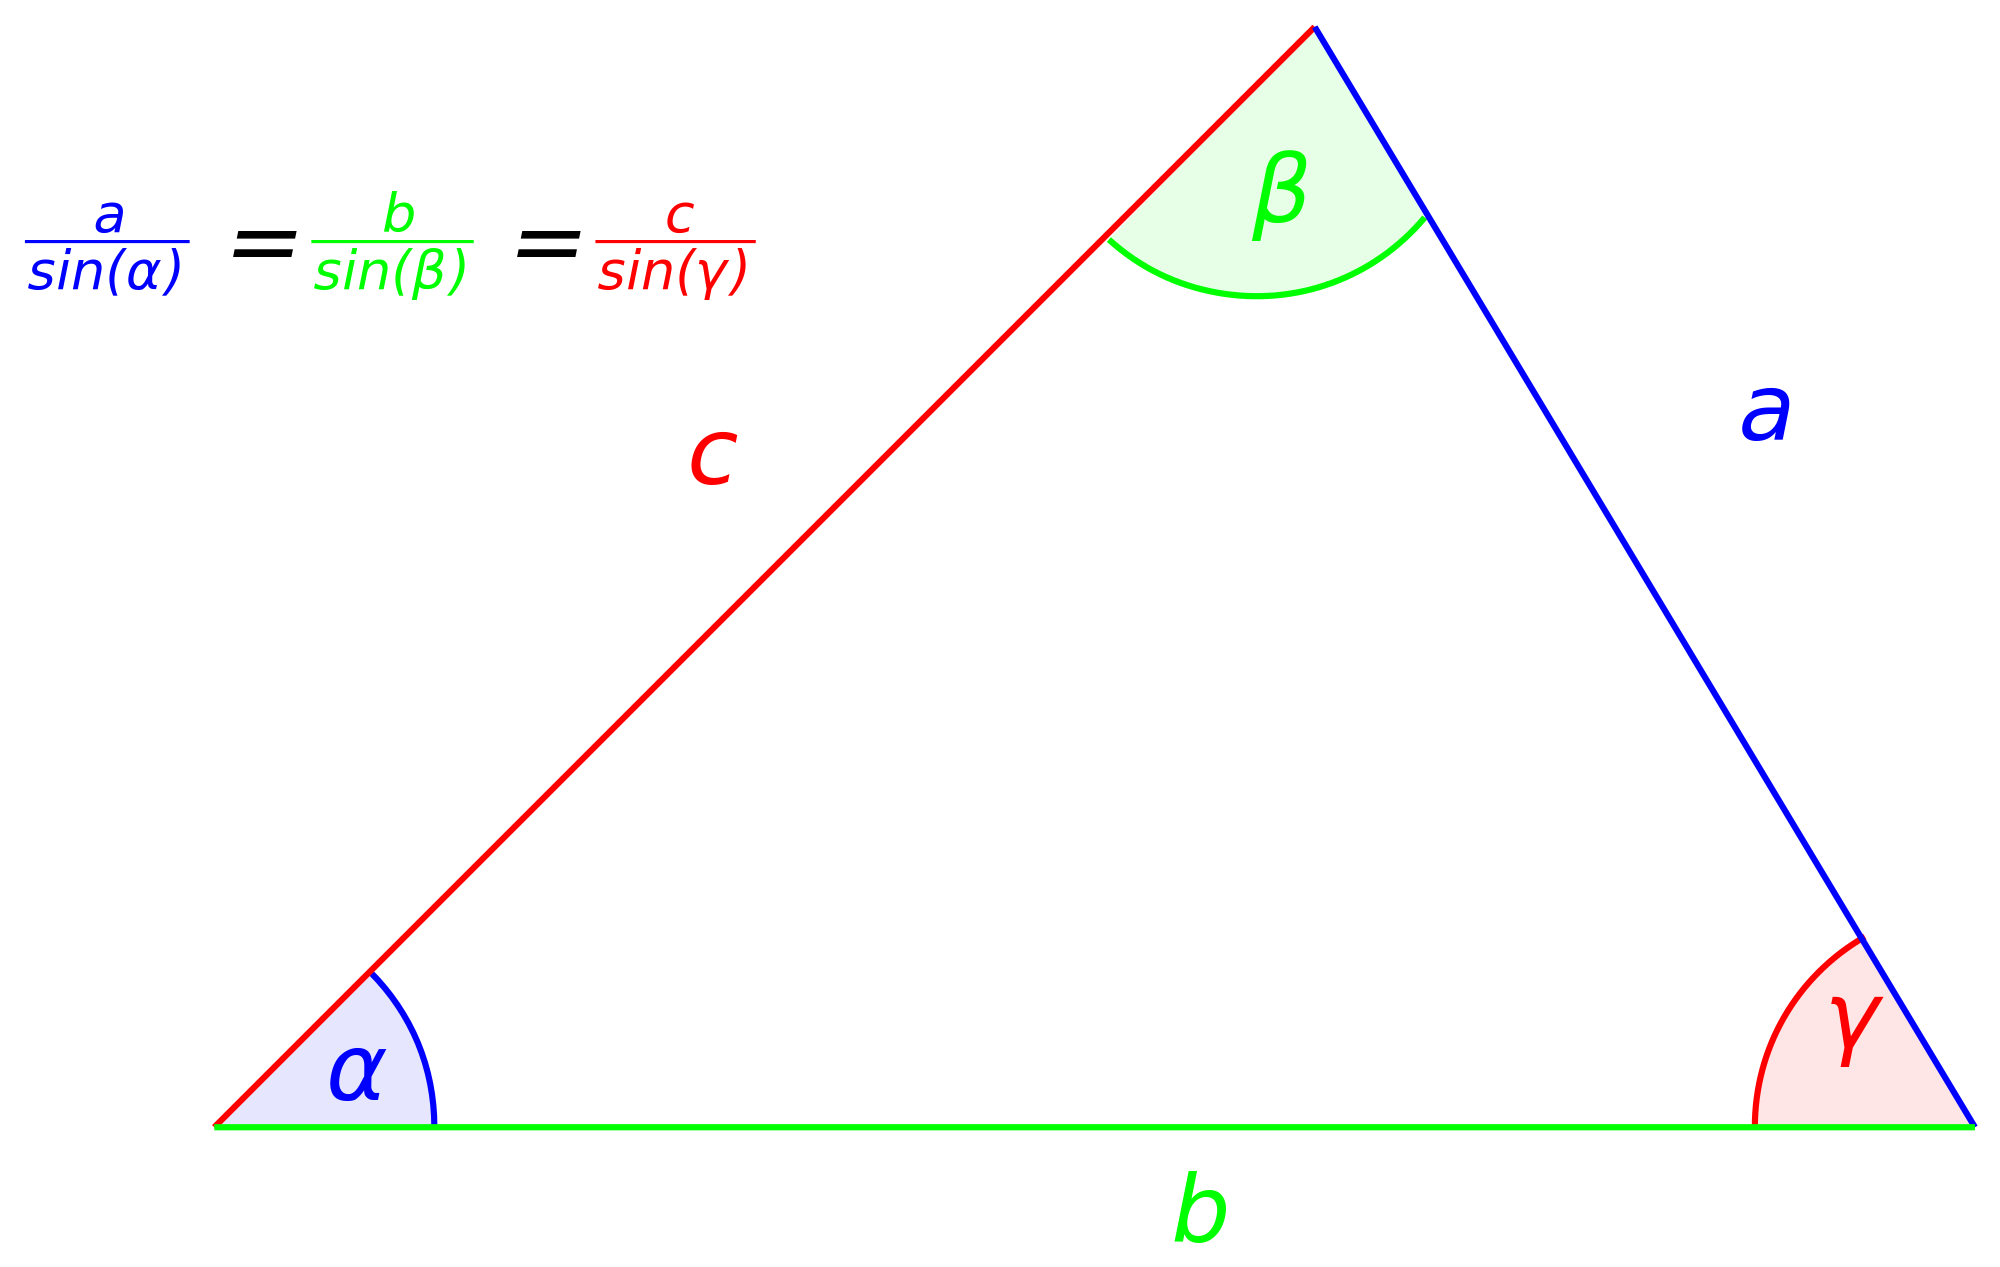 a/sin(α) = b/sin(β) = c/sin(γ)
β
a
c
α
γ
b